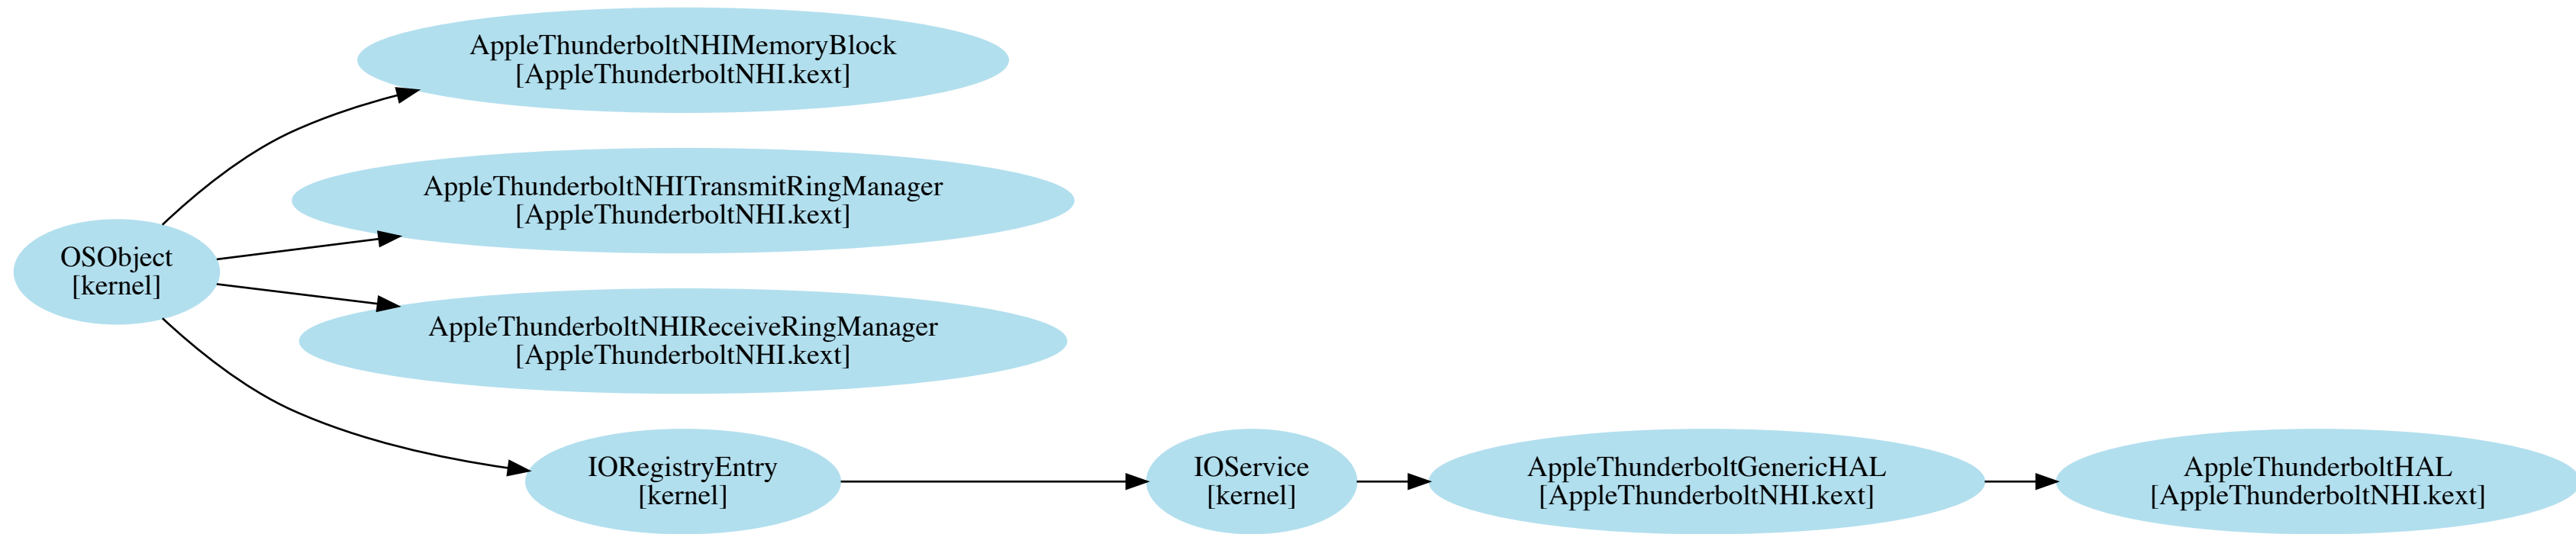 AppleThunderboltNHIMemoryBlock
[AppleThunderboltNHI.kext]
AppleThunderboltNHITransmitRingManager
[AppleThunderboltNHI.kext]
OSObject
[kernel]
AppleThunderboltNHIReceiveRingManager
[AppleThunderboltNHI.kext]
IORegistryEntry
[kernel]
IOService
[kernel]
AppleThunderboltGenericHAL
[AppleThunderboltNHI.kext]
AppleThunderboltHAL
[AppleThunderboltNHI.kext]